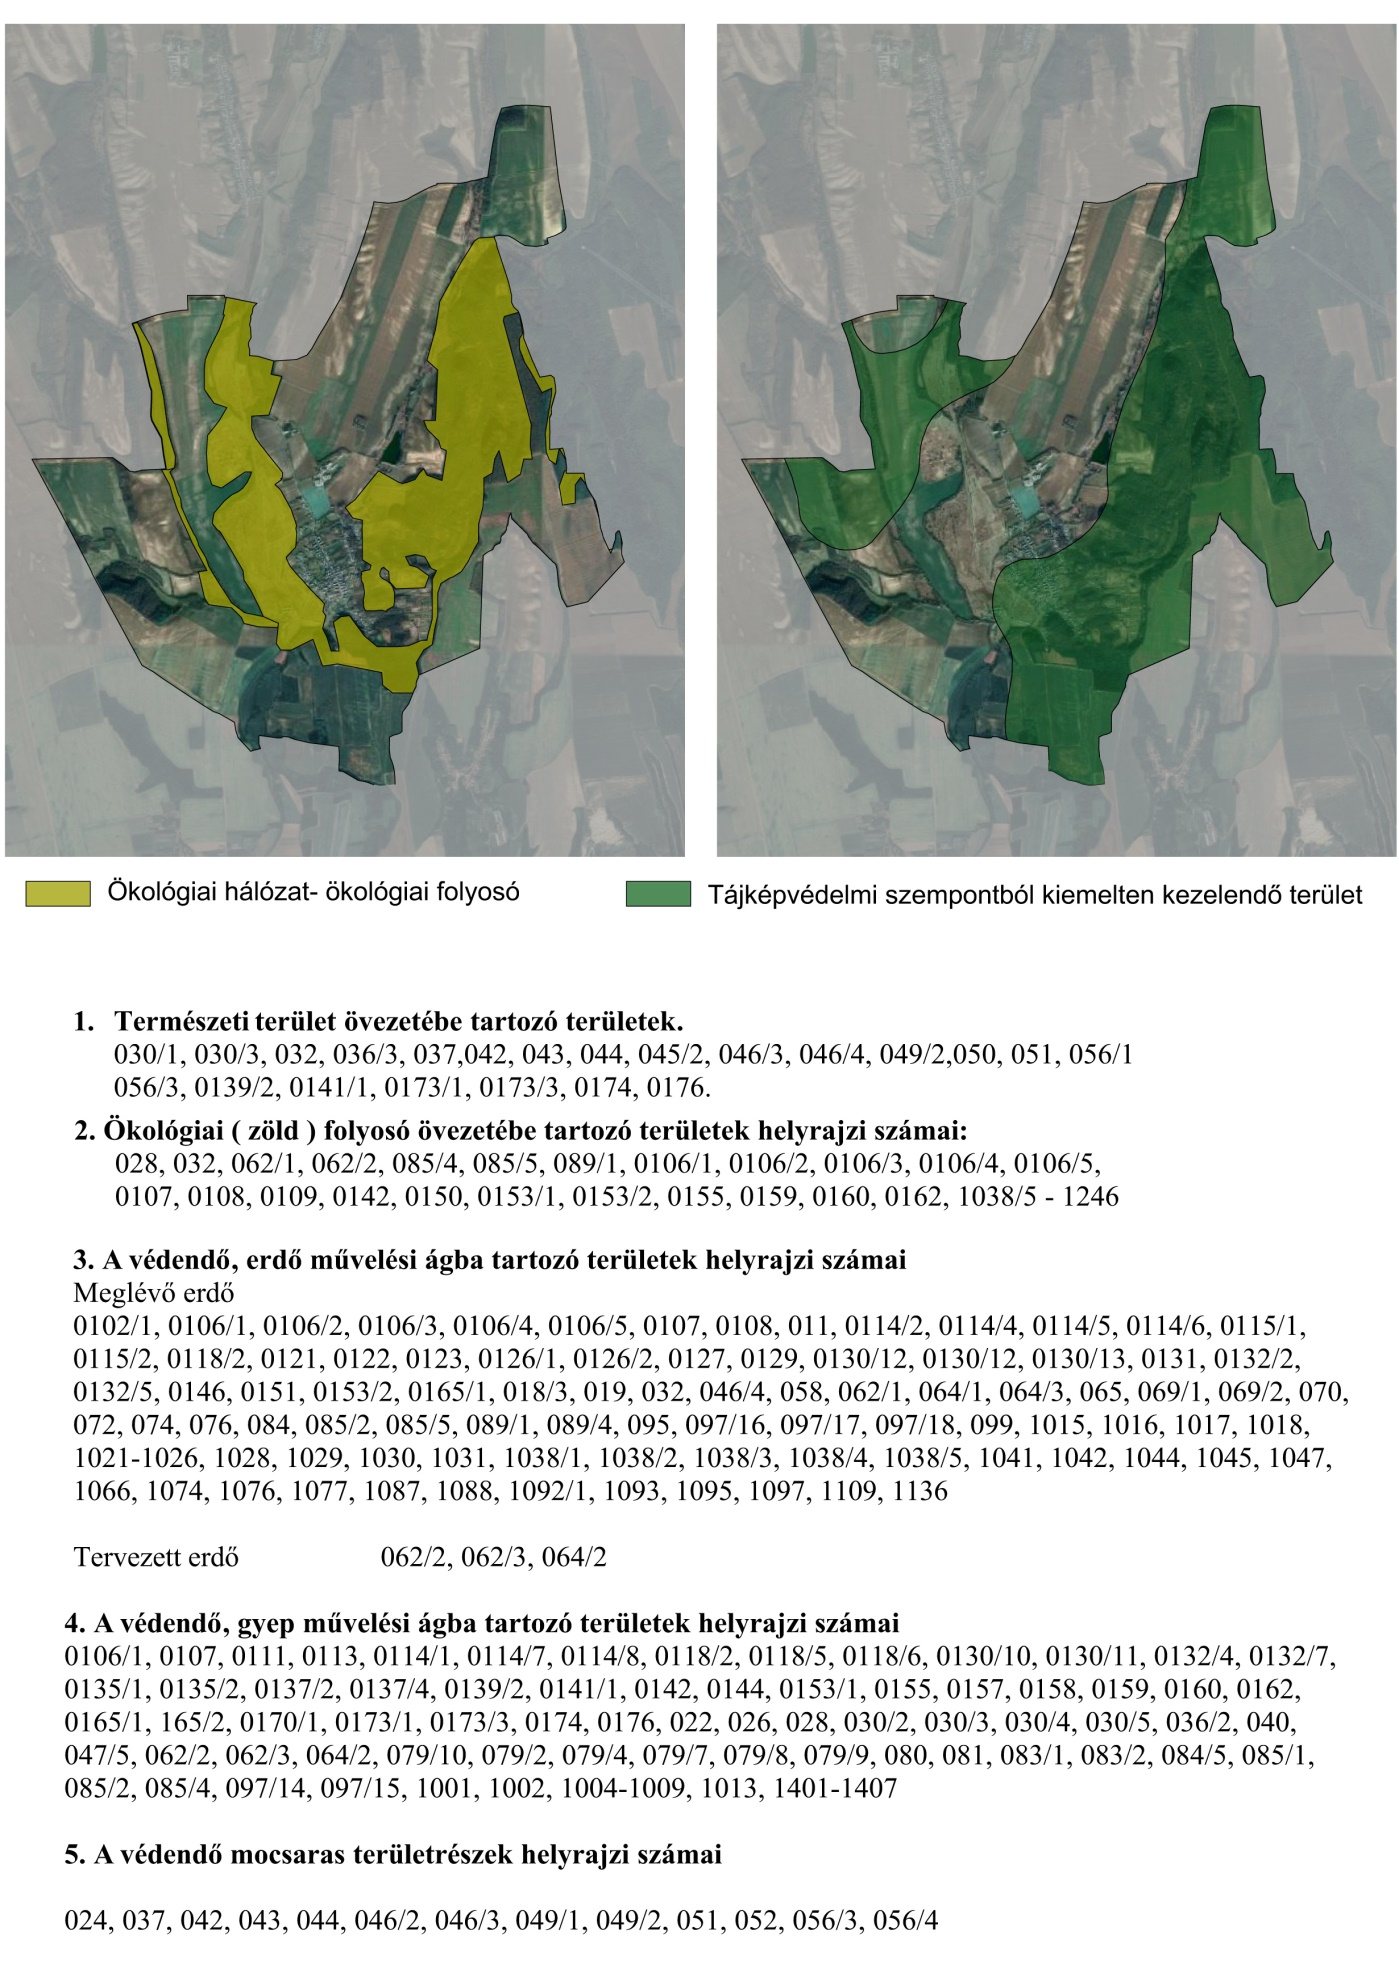 Ökológiai hálózat- ökológiai folyosó
Tájképvédelmi szempontból kiemelten kezelendő terület
1. Természeti terület övezetébe tartozó területek.
030/1, 030/3, 032, 036/3, 037,042, 043, 044, 045/2, 046/3, 046/4, 049/2,050, 051, 056/1
056/3, 0139/2, 0141/1, 0173/1, 0173/3, 0174, 0176.
2. Ökológiai ( zöld ) folyosó övezetébe tartozó területek helyrajzi számai:
028, 032, 062/1, 062/2, 085/4, 085/5, 089/1, 0106/1, 0106/2, 0106/3, 0106/4, 0106/5,
0107, 0108, 0109, 0142, 0150, 0153/1, 0153/2, 0155, 0159, 0160, 0162, 1038/5 - 1246
3. A védendő, erdő művelési ágba tartozó területek helyrajzi számai
Meglévő erdő
0102/1, 0106/1, 0106/2, 0106/3, 0106/4, 0106/5, 0107, 0108, 011, 0114/2, 0114/4, 0114/5, 0114/6, 0115/1,
0115/2, 0118/2, 0121, 0122, 0123, 0126/1, 0126/2, 0127, 0129, 0130/12, 0130/12, 0130/13, 0131, 0132/2,
0132/5, 0146, 0151, 0153/2, 0165/1, 018/3, 019, 032, 046/4, 058, 062/1, 064/1, 064/3, 065, 069/1, 069/2, 070,
072, 074, 076, 084, 085/2, 085/5, 089/1, 089/4, 095, 097/16, 097/17, 097/18, 099, 1015, 1016, 1017, 1018,
1021-1026, 1028, 1029, 1030, 1031, 1038/1, 1038/2, 1038/3, 1038/4, 1038/5, 1041, 1042, 1044, 1045, 1047,
1066, 1074, 1076, 1077, 1087, 1088, 1092/1, 1093, 1095, 1097, 1109, 1136
Tervezett erdő 062/2, 062/3, 064/2
4. A védendő, gyep művelési ágba tartozó területek helyrajzi számai
0106/1, 0107, 0111, 0113, 0114/1, 0114/7, 0114/8, 0118/2, 0118/5, 0118/6, 0130/10, 0130/11, 0132/4, 0132/7,
0135/1, 0135/2, 0137/2, 0137/4, 0139/2, 0141/1, 0142, 0144, 0153/1, 0155, 0157, 0158, 0159, 0160, 0162,
0165/1, 165/2, 0170/1, 0173/1, 0173/3, 0174, 0176, 022, 026, 028, 030/2, 030/3, 030/4, 030/5, 036/2, 040,
047/5, 062/2, 062/3, 064/2, 079/10, 079/2, 079/4, 079/7, 079/8, 079/9, 080, 081, 083/1, 083/2, 084/5, 085/1,
085/2, 085/4, 097/14, 097/15, 1001, 1002, 1004-1009, 1013, 1401-1407
5. A védendő mocsaras területrészek helyrajzi számai
024, 037, 042, 043, 044, 046/2, 046/3, 049/1, 049/2, 051, 052, 056/3, 056/4